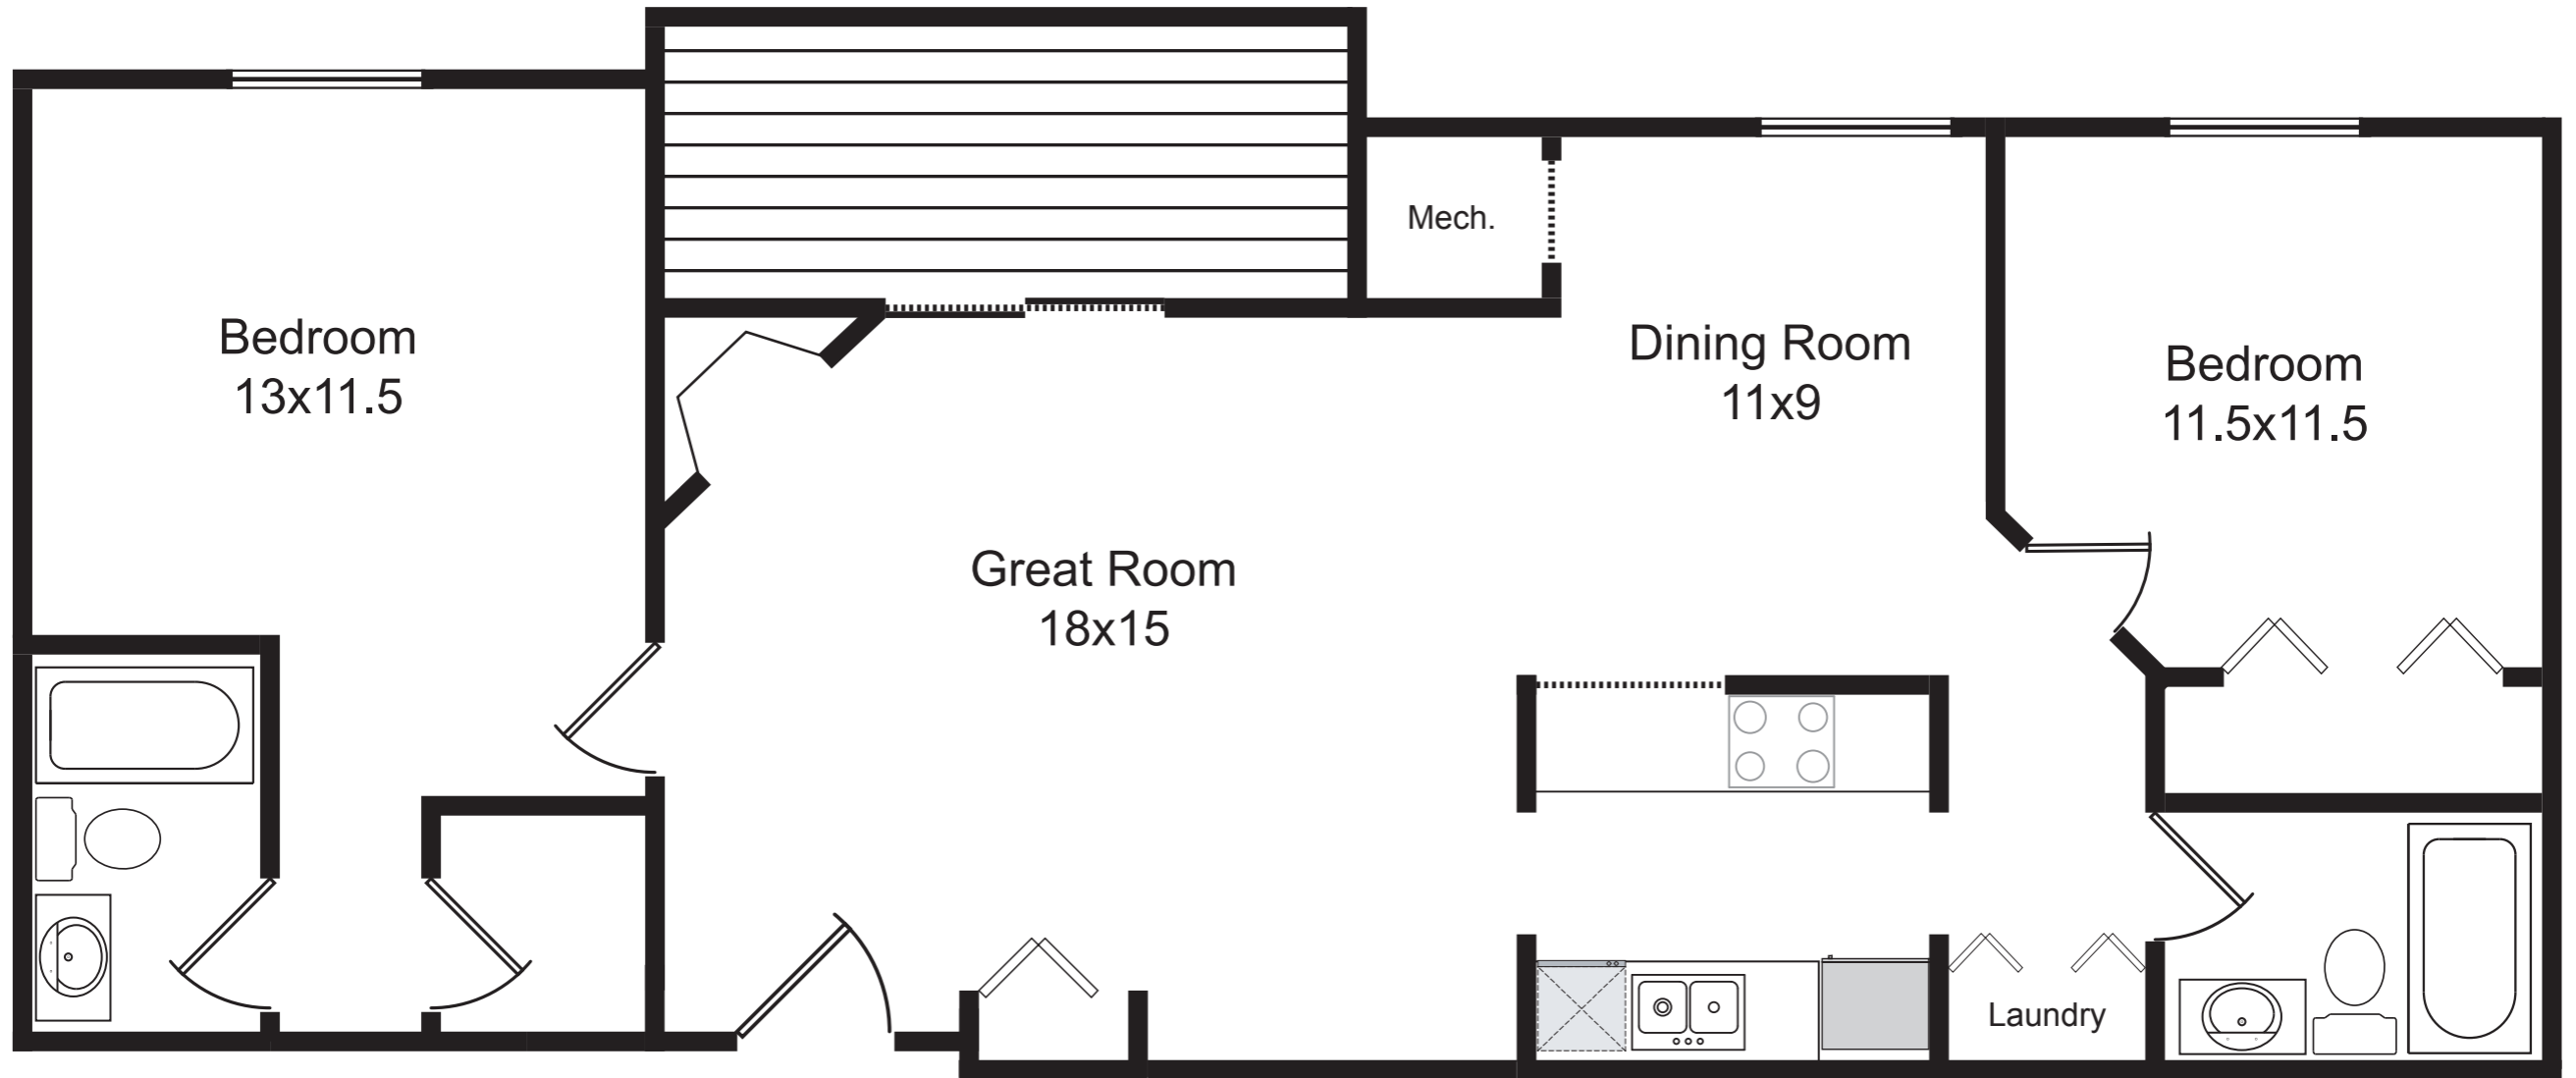 Mech.
Bedroom
13x11.5
Dining Room
11x9
Bedroom
11.5x11.5
Great Room
18x15
Laundry